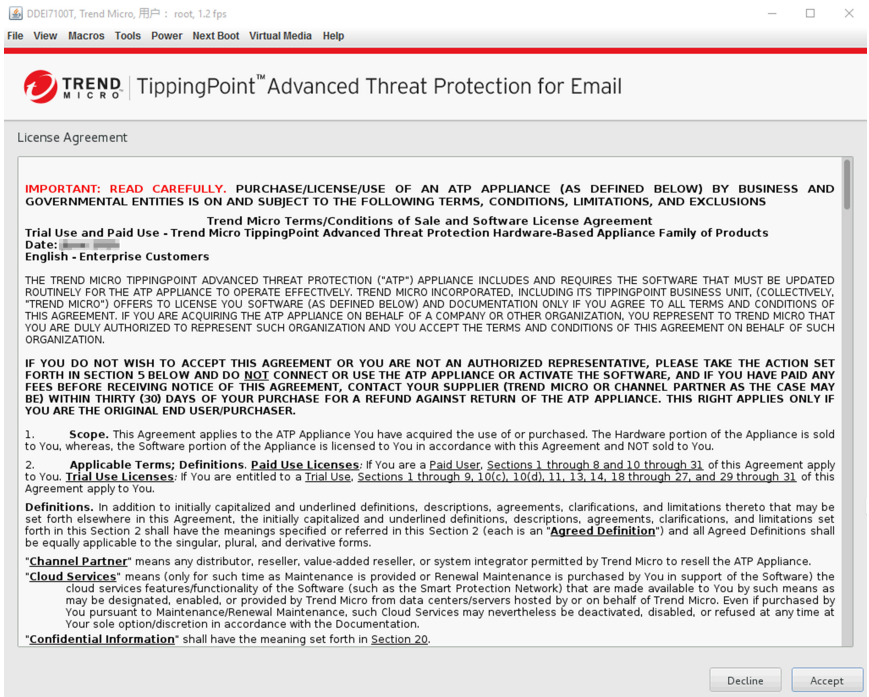 DDEI7100T, Trend Micro, 用户： root, 1.2 fps
File View Macros Tools Power Next Boot Virtual Media Help
TREND MICRO TippingPoint™ Advanced Threat Protection for Email
License Agreement
IMPORTANT: READ CAREFULLY. PURCHASE/LICENSE/USE OF AN ATP APPLIANCE (AS DEFINED BELOW) BY BUSINESS AND
GOVERNMENTAL ENTITIES IS ON AND SUBJECT TO THE FOLLOWING TERMS, CONDITIONS, LIMITATIONS, AND EXCLUSIONS
Trend Micro Terms/Conditions of Sale and Software License Agreement
Trial Use and Paid Use - Trend Micro TippingPoint Advanced Threat Protection Hardware-Based Appliance Family of Products
Date:
English - Enterprise Customers
THE TREND MICRO TIPPINGPOINT ADVANCED THREAT PROTECTION ("ATP") APPLIANCE INCLUDES AND REQUIRES THE SOFTWARE THAT MUST BE UPDATED
ROUTINELY FOR THE ATP APPLIANCE TO OPERATE EFFECTIVELY. TREND MICRO INCORPORATED, INCLUDING ITS TIPPINGPOINT BUSINESS UNIT, (COLLECTIVELY,
"TREND MICRO") OFFERS TO LICENSE YOU SOFTWARE (AS DEFINED BELOW) AND DOCUMENTATION ONLY IF YOU AGREE TO ALL TERMS AND CONDITIONS OF
THIS AGREEMENT. IF YOU ARE ACQUIRING THE ATP APPLIANCE ON BEHALF OF A COMPANY OR OTHER ORGANIZATION, YOU REPRESENT TO TREND MICRO THAT
YOU ARE DULY AUTHORIZED TO REPRESENT SUCH ORGANIZATION AND YOU ACCEPT THE TERMS AND CONDITIONS OF THIS AGREEMENT ON BEHALF OF SUCH
ORGANIZATION.
IF YOU DO NOT WISH TO ACCEPT THIS AGREEMENT OR YOU ARE NOT AN AUTHORIZED REPRESENTATIVE, PLEASE TAKE THE ACTION SET
FORTH IN SECTION 5 BELOW AND DO NOT CONNECT OR USE THE ATP APPLIANCE OR ACTIVATE THE SOFTWARE, AND IF YOU HAVE PAID ANY
FEES BEFORE RECEIVING NOTICE OF THIS AGREEMENT, CONTACT YOUR SUPPLIER (TREND MICRO OR CHANNEL PARTNER AS THE CASE MAY
BE) WITHIN THIRTY (30) DAYS OF YOUR PURCHASE FOR A REFUND AGAINST RETURN OF THE ATP APPLIANCE. THIS RIGHT APPLIES ONLY IF
YOU ARE THE ORIGINAL END USER/PURCHASER.
1. Scope. This Agreement applies to the ATP Appliance You have acquired the use of or purchased. The Hardware portion of the Appliance is sold
to You, whereas, the Software portion of the Appliance is licensed to You in accordance with this Agreement and NOT sold to You.
2. Applicable Terms; Definitions. Paid Use Licenses: If You are a Paid User, Sections 1 through 8 and 10 through 31 of this Agreement apply
to You. Trial Use Licenses: If You are entitled to a Trial Use, Sections 1 through 9, 10(c), 10(d), 11, 13, 14, 18 through 27, and 29 through 31 of this
Agreement apply to You.
Definitions. In addition to initially capitalized and underlined definitions, descriptions, agreements, clarifications, and limitations thereto that may be
set forth elsewhere in this Agreement, the initially capitalized and underlined definitions, descriptions, agreements, clarifications, and limitations set
forth in this Section 2 shall have the meanings specified or referred in this Section 2 (each is an "Agreed Definition") and all Agreed Definitions shall
be equally applicable to the singular, plural, and derivative forms.
"Channel Partner" means any distributor, reseller, value-added reseller, or system integrator permitted by Trend Micro to resell the ATP Appliance.
"Cloud Services" means (only for such time as Maintenance is provided or Renewal Maintenance is purchased by You in support of the Software) the
cloud services features/functionality of the Software (such as the Smart Protection Network) that are made available to You by such means as
may be designated, enabled, or provided by Trend Micro from data centers/servers hosted by or on behalf of Trend Micro. Even if purchased by
You pursuant to Maintenance/Renewal Maintenance, such Cloud Services may nevertheless be deactivated, disabled, or refused at any time at
Your sole option/discretion in accordance with the Documentation.
"Confidential Information" shall have the meaning set forth in Section 20.
Decline Accept